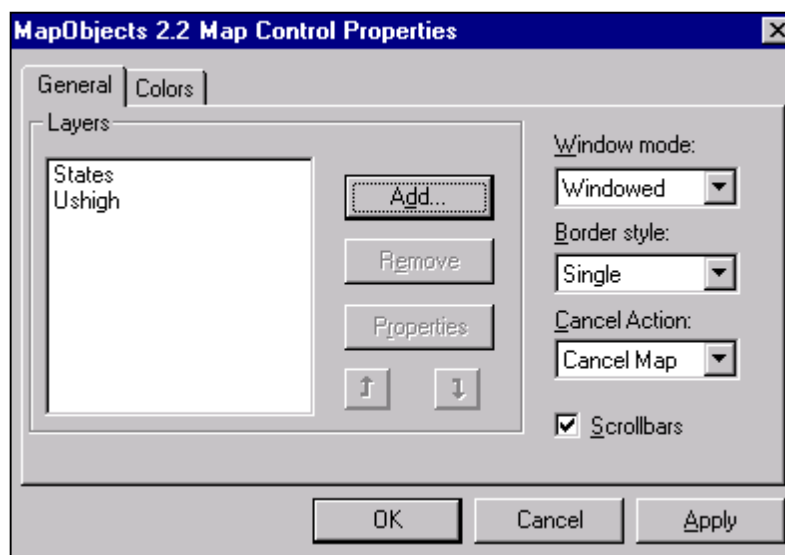 MapObjects 2.2 Map Control Properties
General
Colors
Layers
States
Ushigh
Add...
Remove
Properties
Window mode:
Windowed
Border style:
Single
Cancel Action:
Cancel Map
Scrollbars
OK
Cancel
Apply